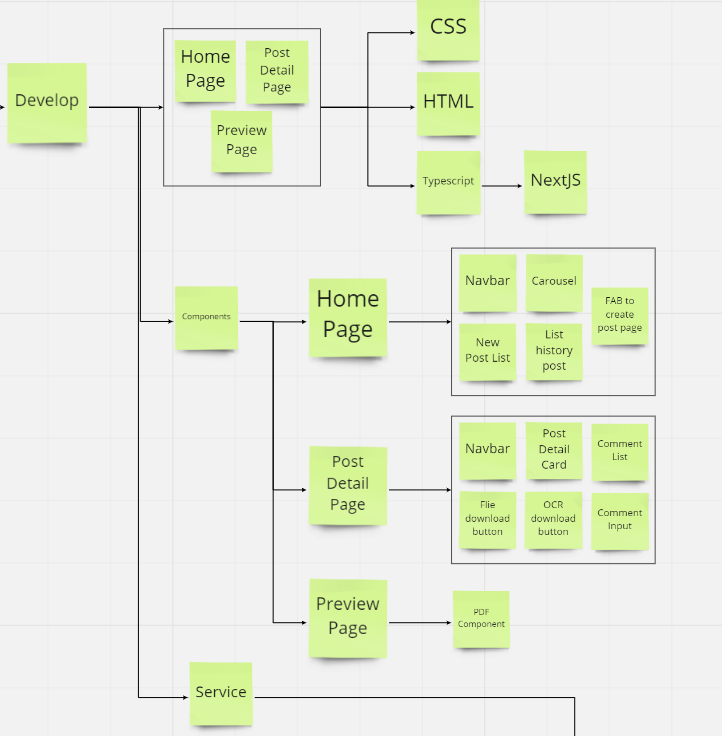 Develop
Home
Page
Post
Detail
Page
Preview
Page
CSS
HTML
Typescript
NextJS
Components
Home
Page
Navbar
Carousel
FAB to
create
post page
New
Post List
List
history
post
Post
Detail
Page
Navbar
Post
Detail
Card
Comment
List
Flie
download
button
OCR
download
button
Comment
Input
Preview
Page
PDF
Component
Service